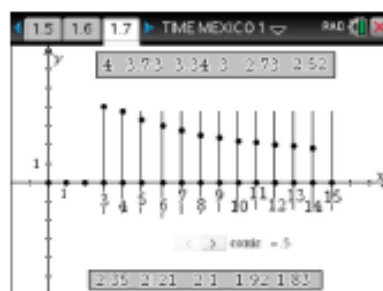 1.5 1.6 1.7 TIME MEXICO 1 RAD
y
4 3.73 3.34 3 2.73 2.52
1
x
1 3 4 5 6 7 8 9 10 11 12 13 14 15
conic = .5
2.35 2.21 2.1 1.92 1.83